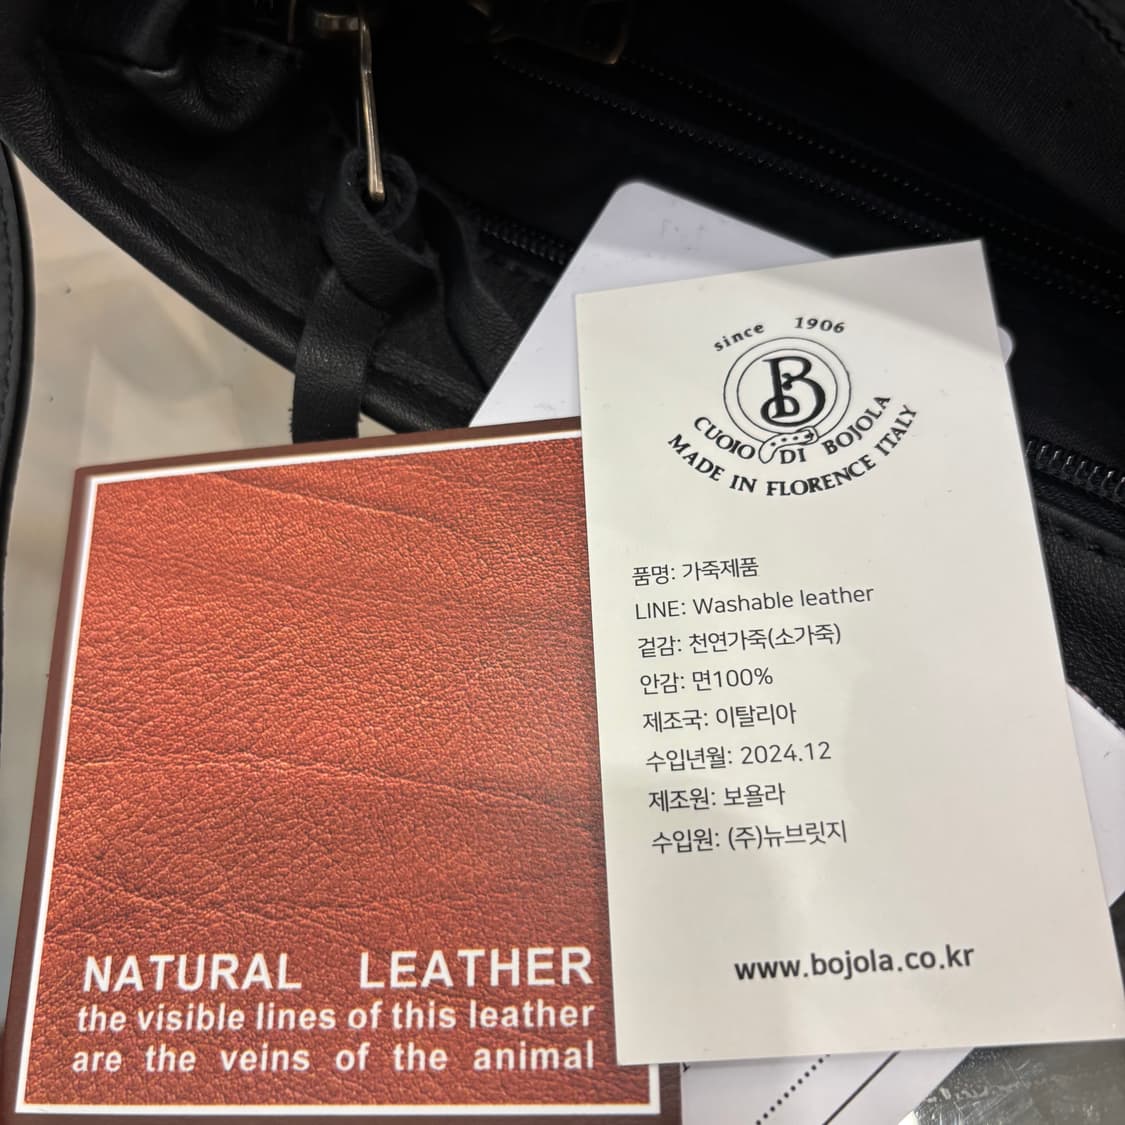 since 1906
B
CUOIO DI BOJOLA
MADE IN FLORENCE ITALY
품명: 가죽제품
LINE: Washable leather
겉감: 천연가죽(소가죽)
안감: 면100%
제조국: 이탈리아
수입년월: 2024.12
제조원: 보욜라
수입원: (주)뉴브릿지
www.bojola.co.kr
NATURAL LEATHER
the visible lines of this leather
are the veins of the animal